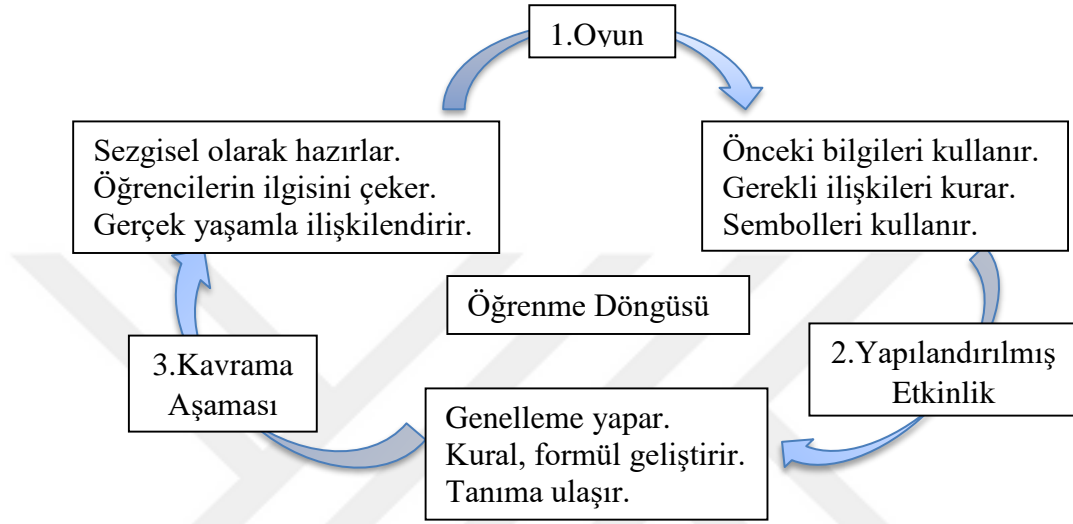 1.Oyun
Sezgisel olarak hazırlar.
Öğrencilerin ilgisini çeker.
Gerçek yaşamla ilişkilendirir.
Önceki bilgileri kullanır.
Gerekli ilişkileri kurar.
Sembolleri kullanır.
Öğrenme Döngüsü
3.Kavrama
Aşaması
2.Yapılandırılmış
Etkinlik
Genelleme yapar.
Kural, formül geliştirir.
Tanıma ulaşır.